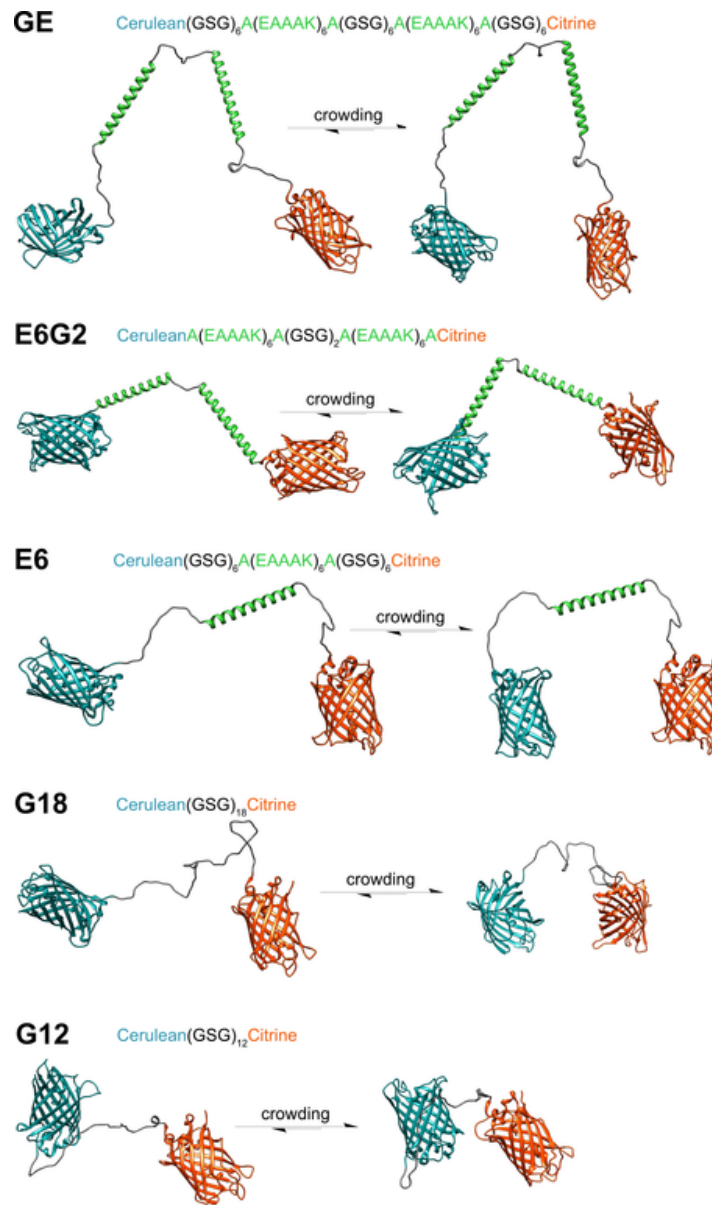 GE Cerulean(GSG)₆A(EAAAK)₆A(GSG)₆A(EAAAK)₆A(GSG)₆Citrine
crowding
E6G2 CeruleanA(EAAAK)₆A(GSG)₂A(EAAAK)₆ACitrine
crowding
E6 Cerulean(GSG)₆A(EAAAK)₆A(GSG)₆Citrine
crowding
G18 Cerulean(GSG)₁₈Citrine
crowding
G12 Cerulean(GSG)₁₂Citrine
crowding